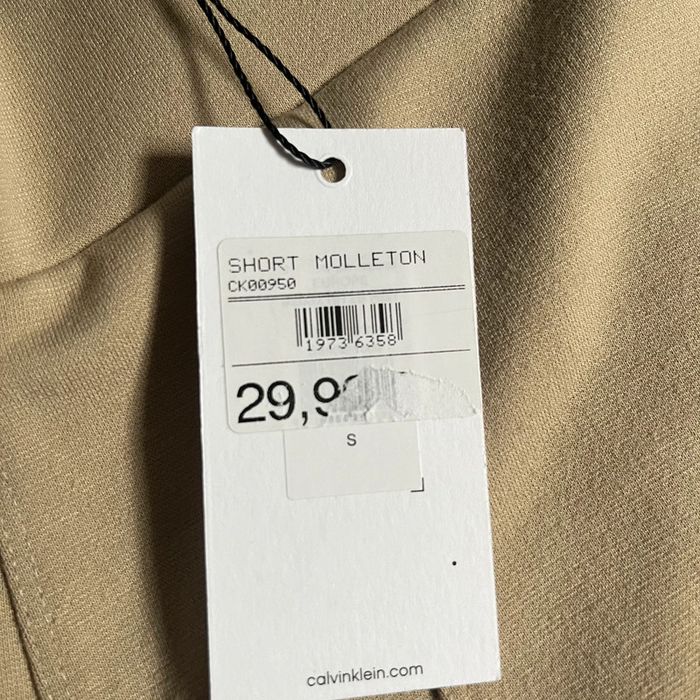 SHORT MOLLETON
CK00950
1973 6358
S
calvinklein.com